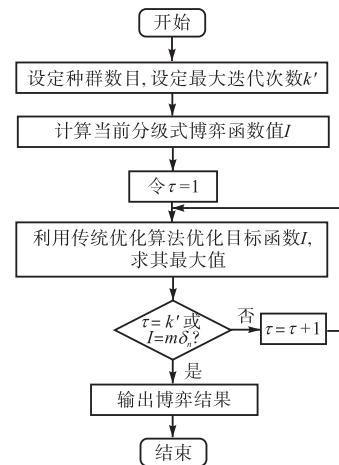 开始
设定种群数目,设定最大迭代次数k′
计算当前分级式博弈函数值I
令τ=1
利用传统优化算法优化目标函数I,
求其最大值
τ= k′ 或
I=mδₙ?
否
τ=τ+1
是
输出博弈结果
结束